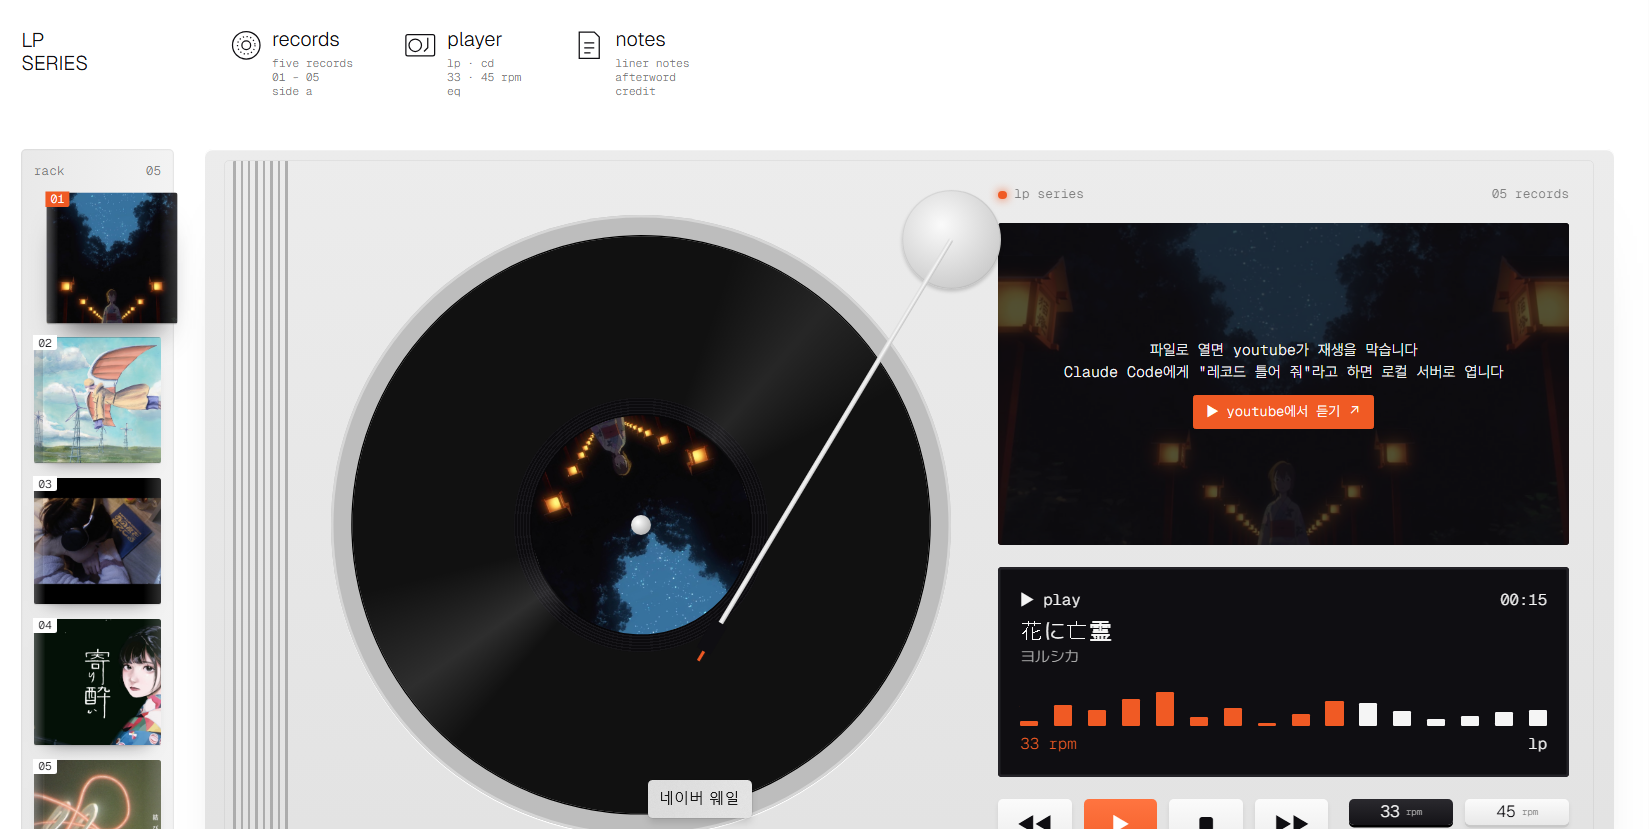 LP
SERIES
records
five records
01 - 05
side a
player
lp · cd
33 · 45 rpm
eq
notes
liner notes
afterword
credit
rack 05
01
02
03
04
寄り酔い
05
lp series 05 records
파일로 열면 youtube가 재생을 막습니다
Claude Code에게 "레코드 틀어 줘"라고 하면 로컬 서버로 엽니다
▶ youtube에서 듣기 ↗
▶ play 00:15
花に亡霊
ヨルシカ
33 rpm lp
네이버 웨일
33 rpm 45 rpm